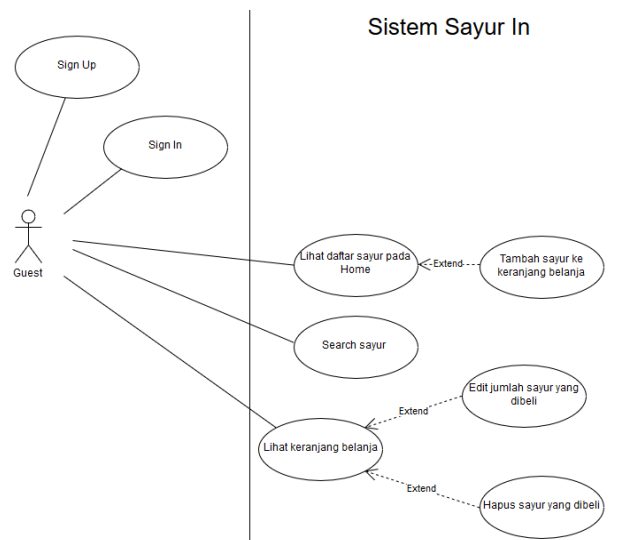 Sistem Sayur In
Sign Up
Sign In
Guest
Lihat daftar sayur pada
Home
Extend
Tambah sayur ke
keranjang belanja
Search sayur
Edit jumlah sayur yang
dibeli
Extend
Lihat keranjang belanja
Extend
Hapus sayur yang dibeli